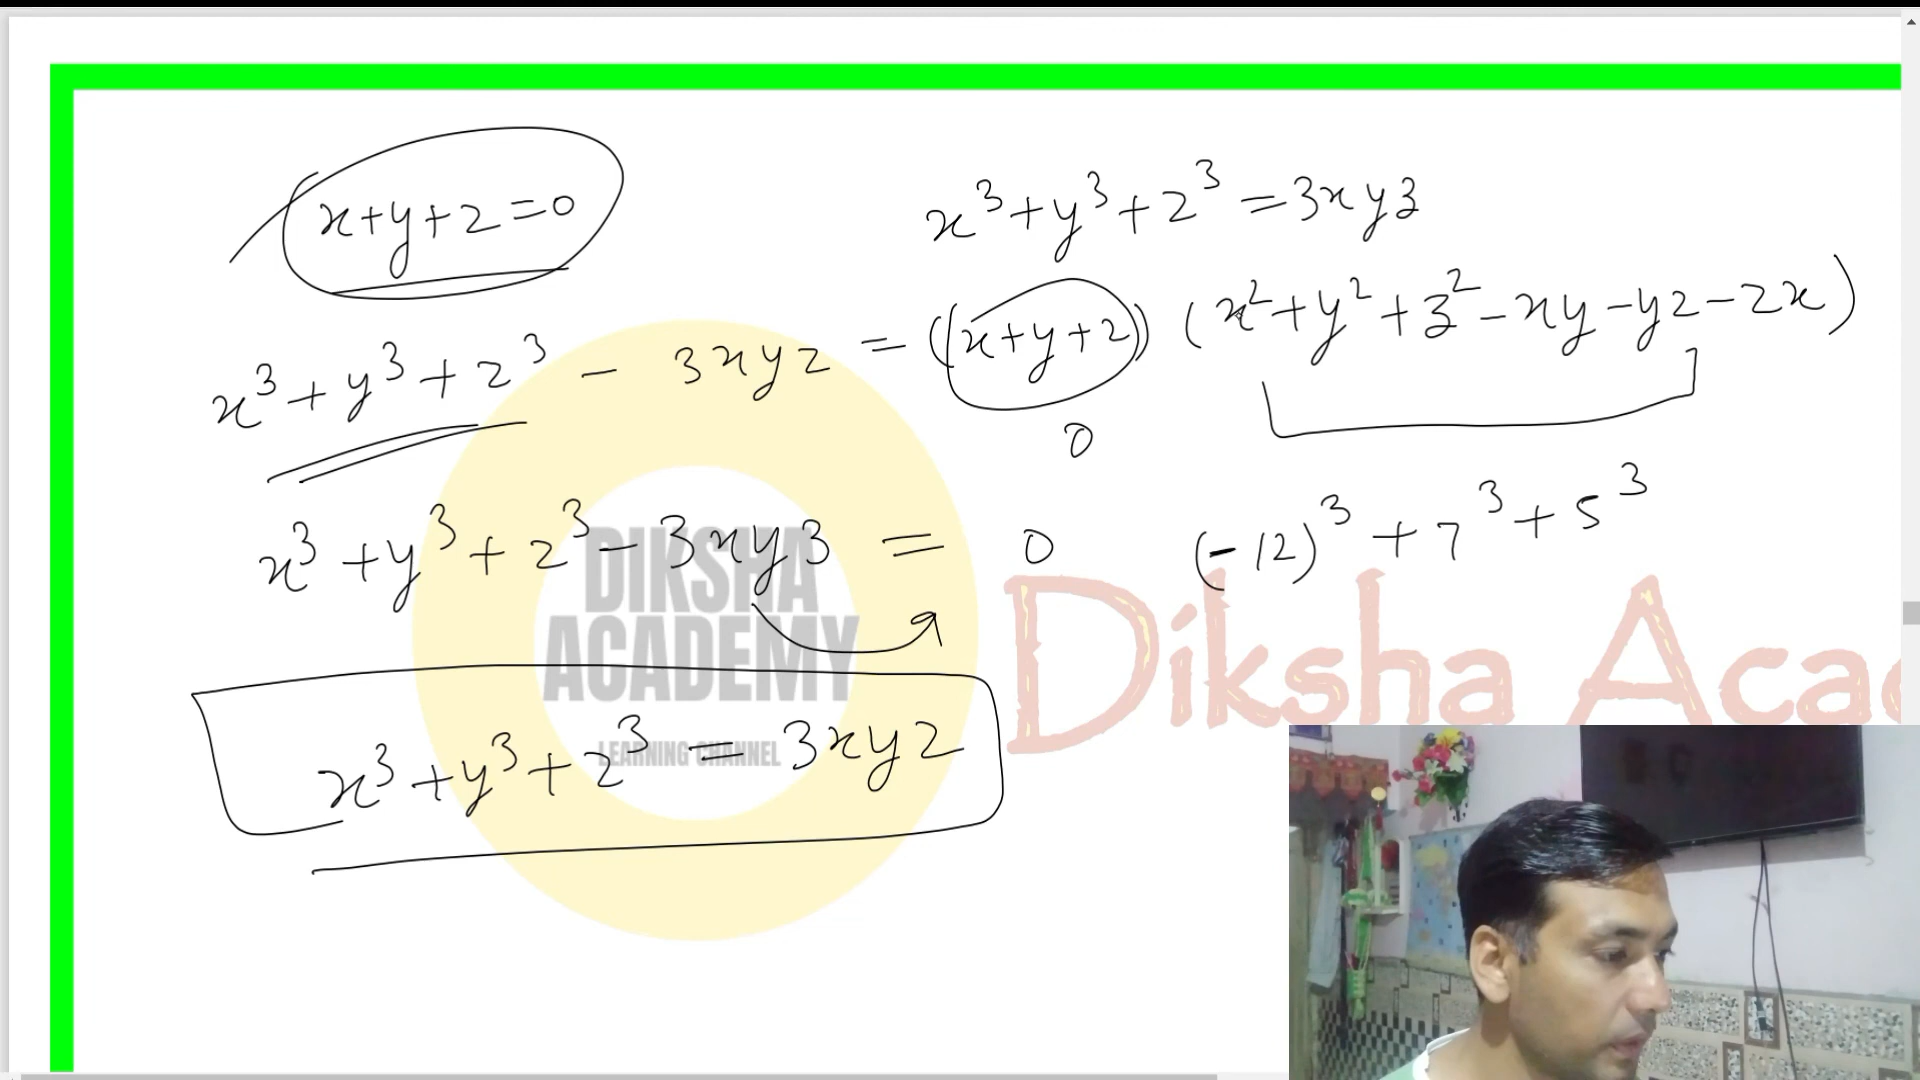 x+y+z=0
x³+y³+z³=3xyz
x³+y³+z³ - 3xyz = (x+y+z) (x²+y²+z²-xy-yz-zx)
0
x³+y³+z³-3xyz = 0
(-12)³+7³+5³
x³+y³+z³ = 3xyz
DIKSHA
ACADEMY
LEARNING CHANNEL
Diksha Aca